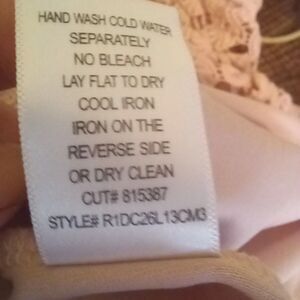 HAND WASH COLD WATER
SEPARATELY
NO BLEACH
LAY FLAT TO DRY
COOL IRON
IRON ON THE
REVERSE SIDE
OR DRY CLEAN
CUT# 815387
STYLE# R1DC26L13CM3